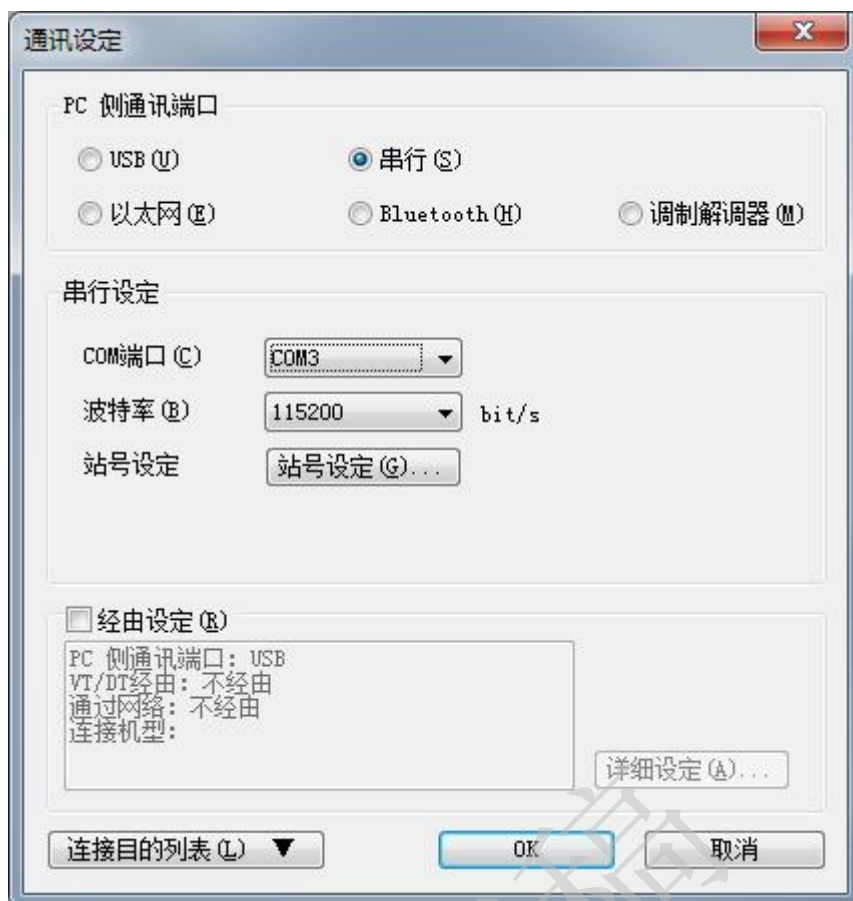 通讯设定
PC 侧通讯端口
USB(U) 串行(S)
以太网(E) Bluetooth(H) 调制解调器(M)
串行设定
COM端口(C) COM3
波特率(B) 115200 bit/s
站号设定 站号设定(G)...
经由设定(R)
PC 侧通讯端口: USB
VT/DT经由: 不经由
通过网络: 不经由
连接机型:
详细设定(A)...
连接目的列表(L) ▼ OK 取消